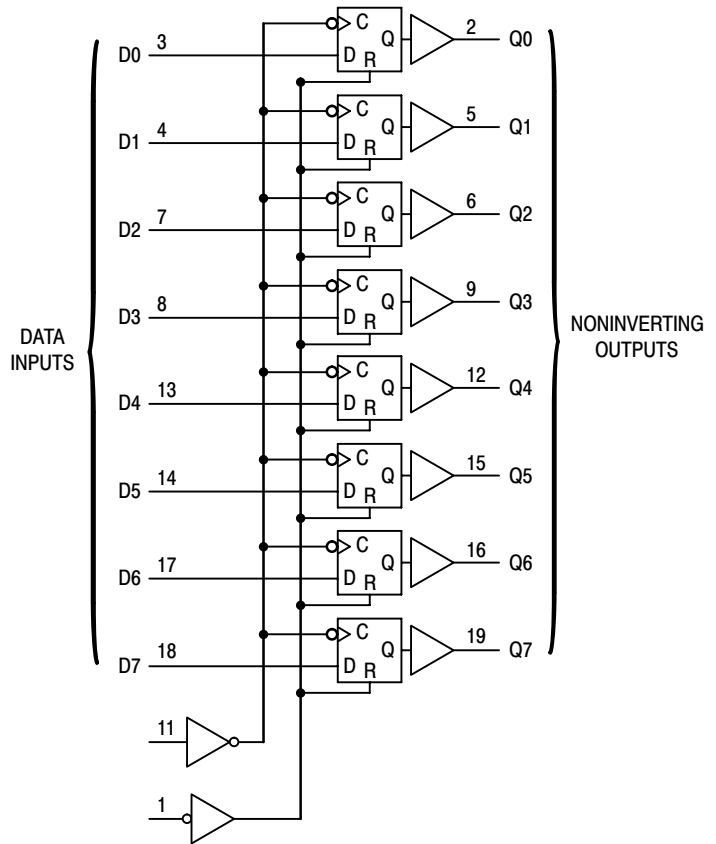 C
D Q
R
2
Q0
D0 3
C
D Q
R
5
Q1
D1 4
C
D Q
R
6
Q2
D2 7
C
D Q
R
9
Q3
D3 8
DATA
INPUTS
NONINVERTING
OUTPUTS
C
D Q
R
12
Q4
D4 13
C
D Q
R
15
Q5
D5 14
C
D Q
R
16
Q6
D6 17
C
D Q
R
19
Q7
D7 18
11
1